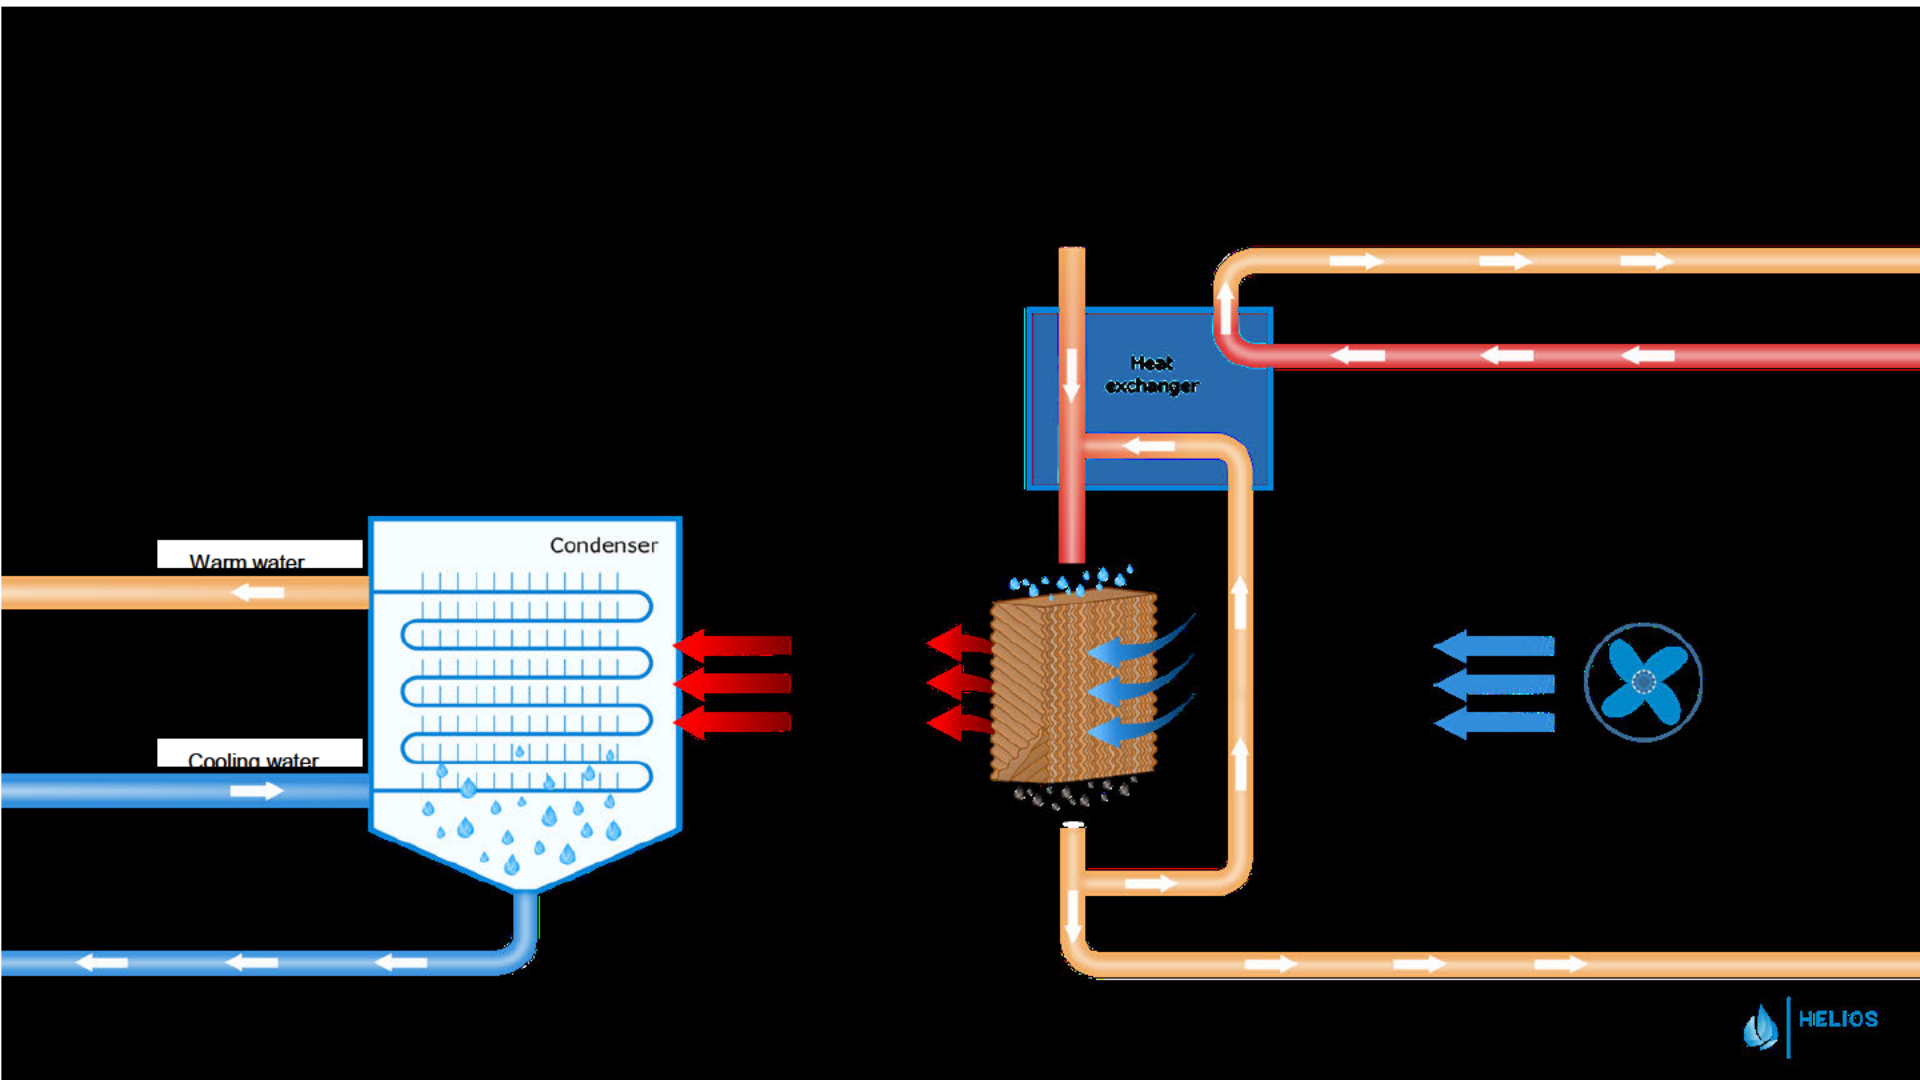 Heat
exchanger
Condenser
Warm water
Cooling water
HELIOS